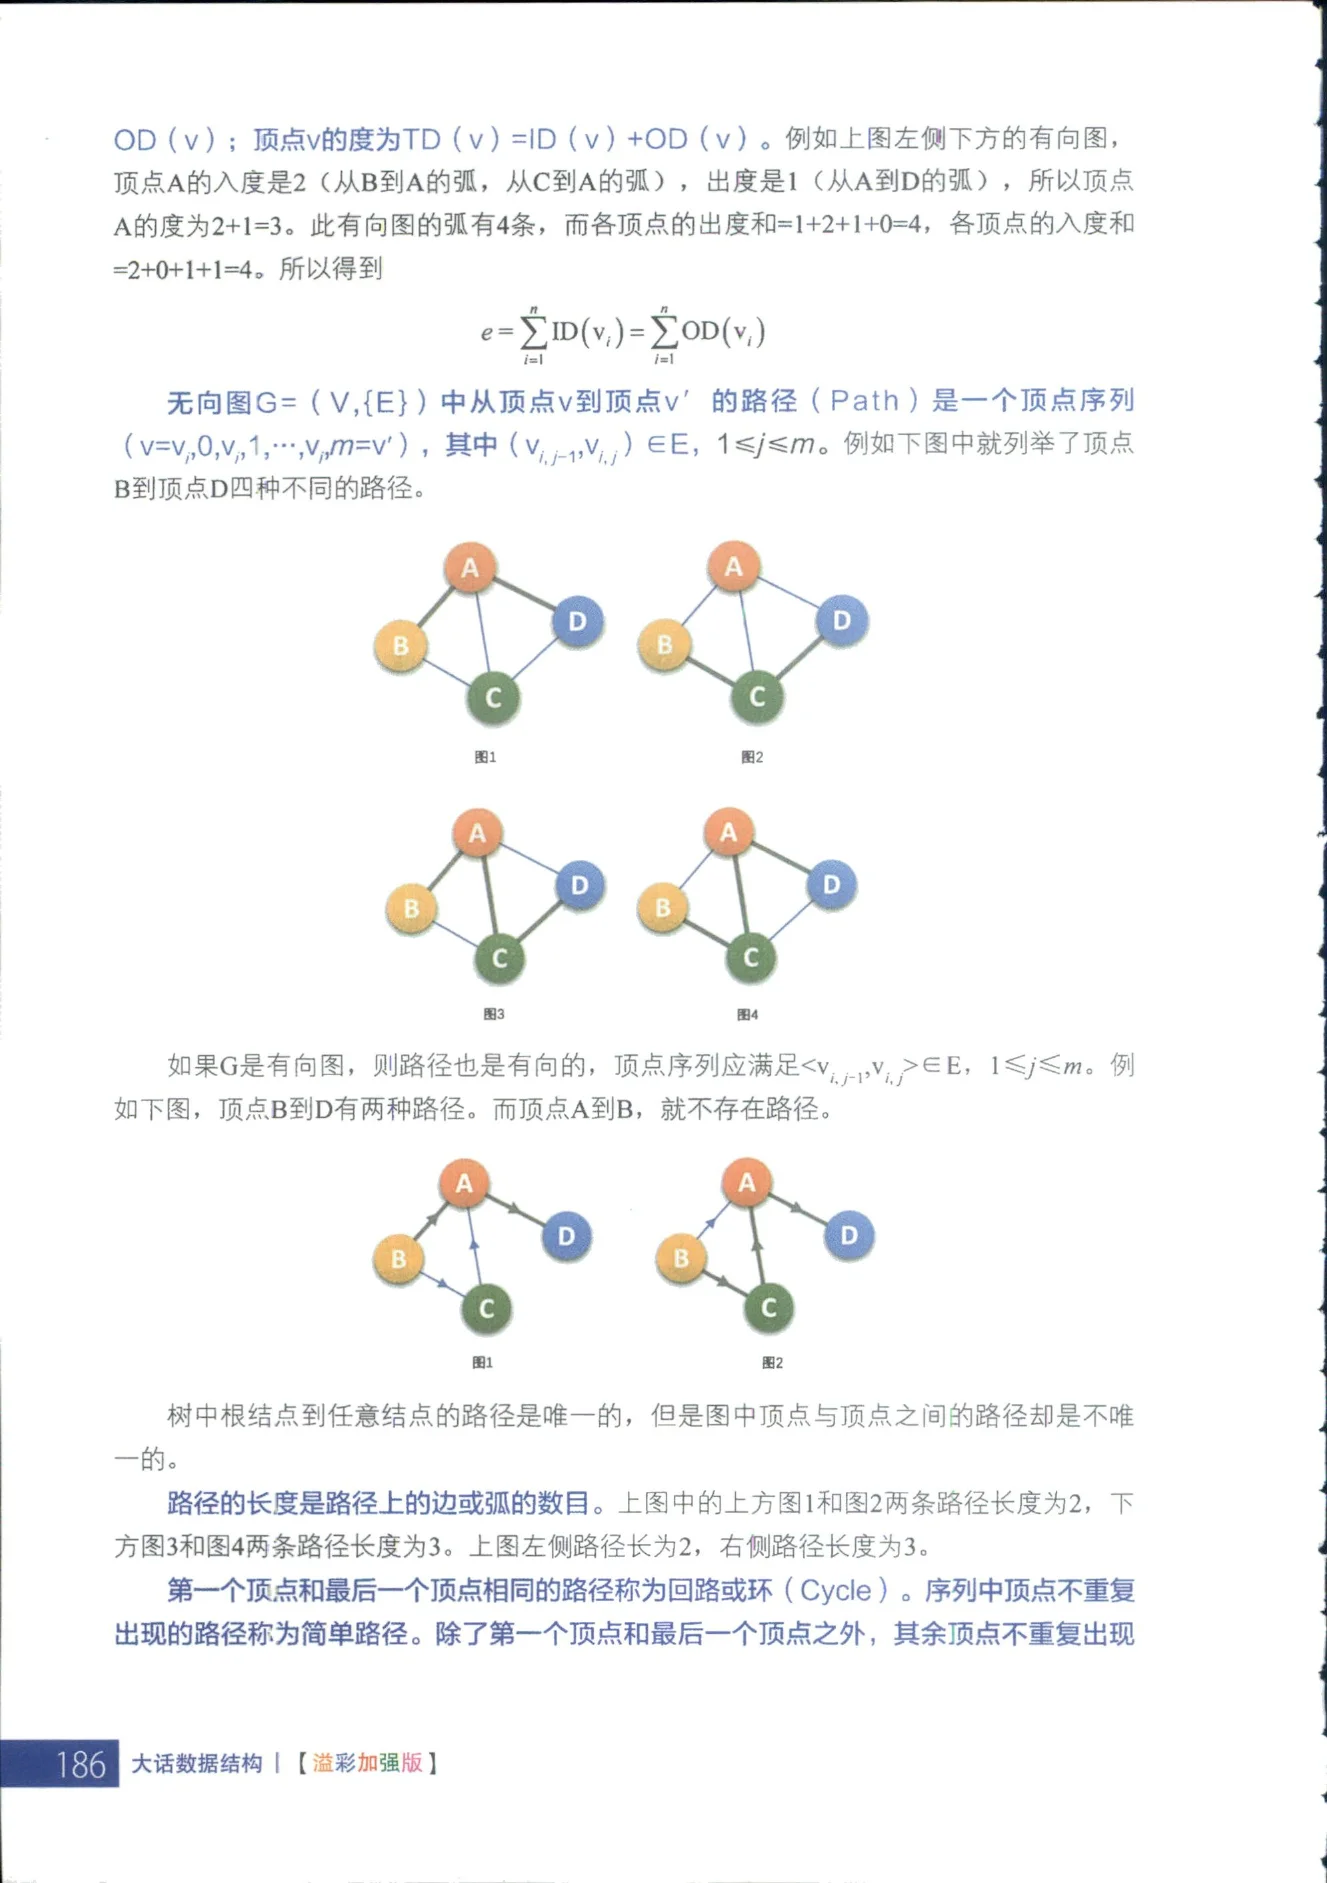 OD（v）；顶点v的度为TD（v）=ID（v）+OD（v）。例如上图左侧下方的有向图，
顶点A的入度是2（从B到A的弧，从C到A的弧），出度是1（从A到D的弧），所以顶点
A的度为2+1=3。此有向图的弧有4条，而各顶点的出度和=1+2+1+0=4，各顶点的入度和
=2+0+1+1=4。所以得到
e = ∑_{i=1}^{n} ID(v_i) = ∑_{i=1}^{n} OD(v_i)
无向图G=（V,{E}）中从顶点v到顶点v′的路径（Path）是一个顶点序列
（v=v_i,0,v_i,1,…,v_i,m=v′），其中（v_{i,j-1},v_{i,j}）∈E，1≤j≤m。例如下图中就列举了顶点
B到顶点D四种不同的路径。
A
D
B
C
图1
A
D
B
C
图2
A
D
B
C
图3
A
D
B
C
图4
如果G是有向图，则路径也是有向的，顶点序列应满足<v_{i,j-1},v_{i,j}>∈E，1≤j≤m。例
如下图，顶点B到D有两种路径。而顶点A到B，就不存在路径。
A
D
B
C
图1
A
D
B
C
图2
树中根结点到任意结点的路径是唯一的，但是图中顶点与顶点之间的路径却是不唯
一的。
路径的长度是路径上的边或弧的数目。上图中的上方图1和图2两条路径长度为2，下
方图3和图4两条路径长度为3。上图左侧路径长为2，右侧路径长度为3。
第一个顶点和最后一个顶点相同的路径称为回路或环（Cycle）。序列中顶点不重复
出现的路径称为简单路径。除了第一个顶点和最后一个顶点之外，其余顶点不重复出现
186 大话数据结构 | 【溢彩加强版】